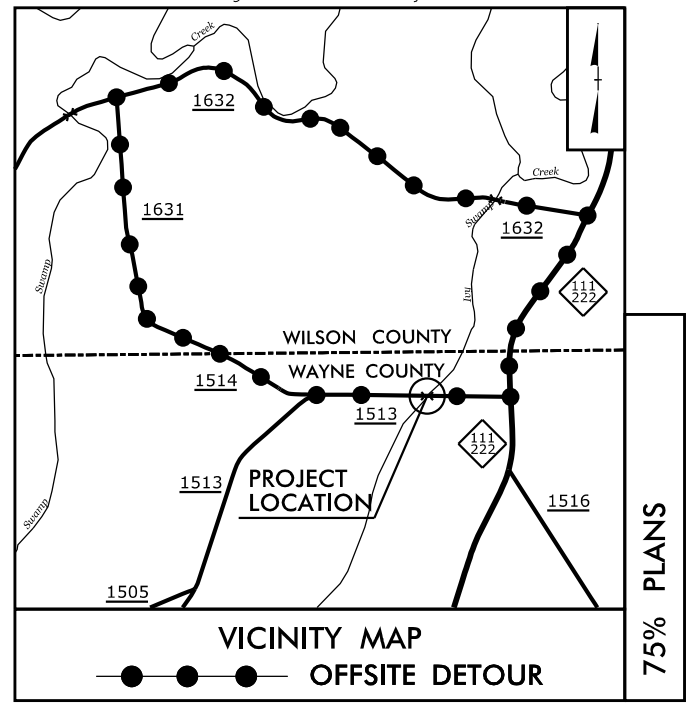 Creek
1632
Creek
Swamp
1632
1631
111
222
Swamp
WILSON COUNTY
WAYNE COUNTY
1514
1513
111
222
1513
PROJECT
LOCATION
1516
Swamp
1505
75% PLANS
VICINITY MAP
OFFSITE DETOUR